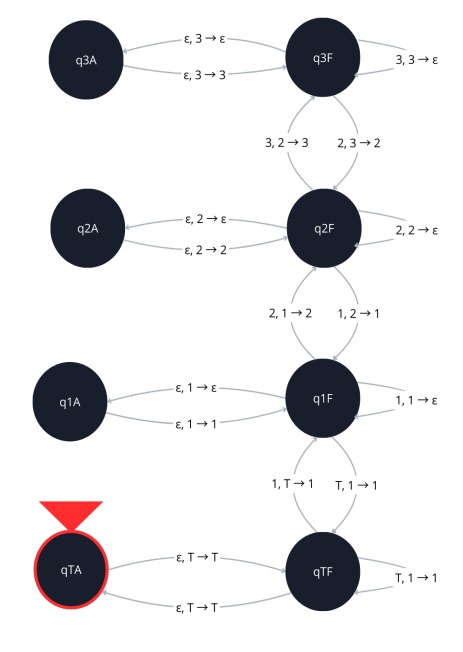 ε, 3 → ε
q3A
q3F
3, 3 → ε
ε, 3 → 3
3, 2 → 3
2, 3 → 2
ε, 2 → ε
q2A
q2F
2, 2 → ε
ε, 2 → 2
2, 1 → 2
1, 2 → 1
ε, 1 → ε
q1A
q1F
1, 1 → ε
ε, 1 → 1
1, T → 1
T, 1 → 1
ε, T → T
qTA
qTF
T, 1 → 1
ε, T → T